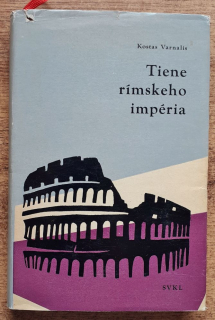 Kostas Varnalis
Tiene
rímskeho
impéria
SVKL